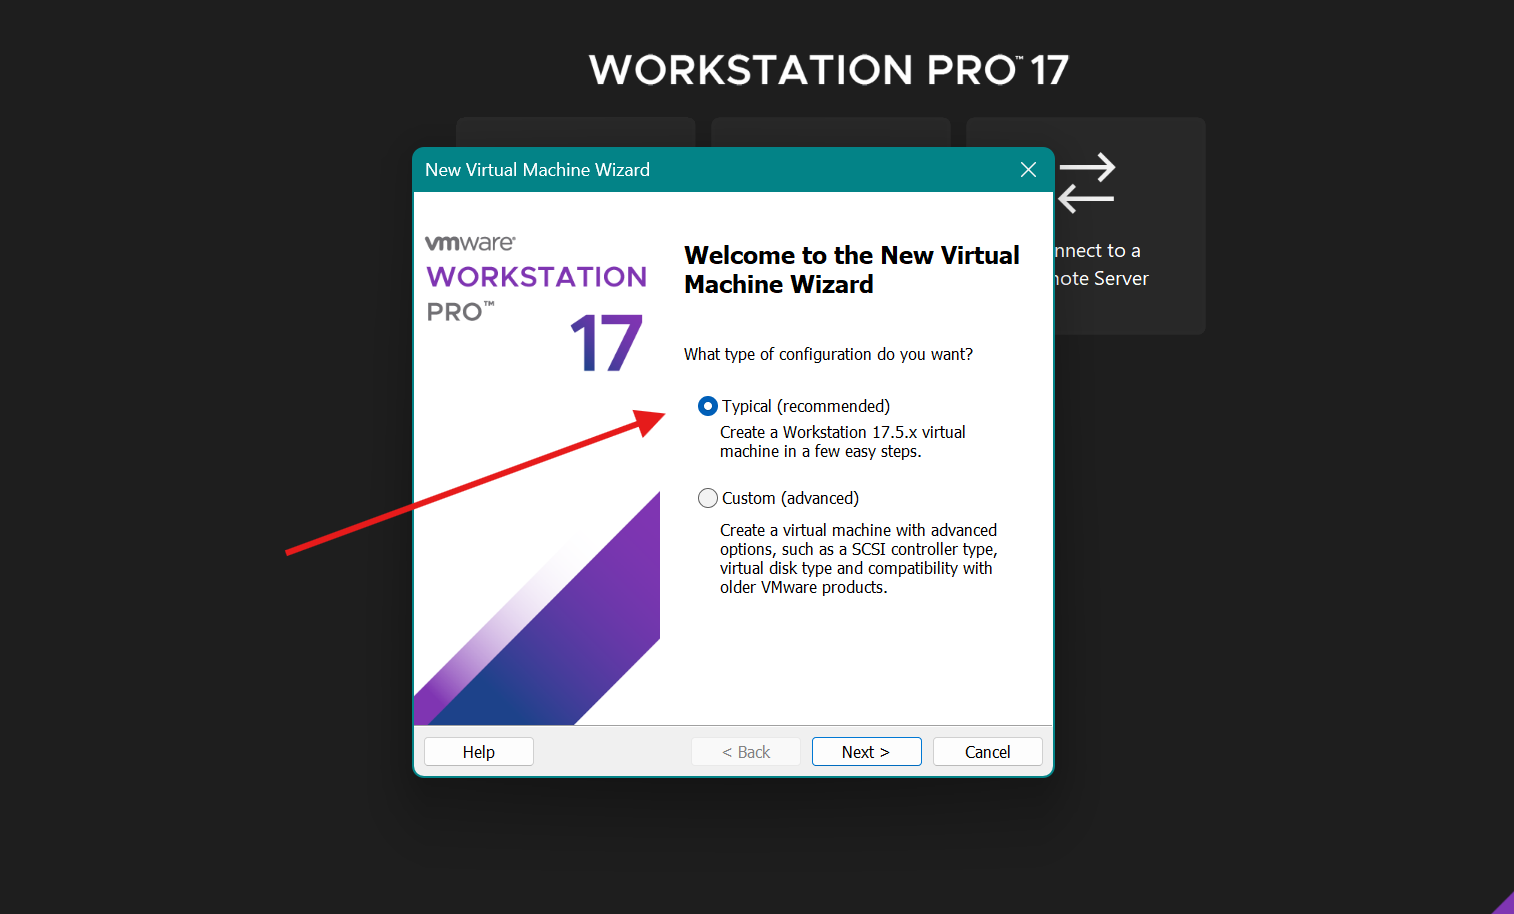 WORKSTATION PRO™ 17
New Virtual Machine Wizard
vmware®
WORKSTATION
PRO™
17
Welcome to the New Virtual
Machine Wizard
What type of configuration do you want?
Typical (recommended)
Create a Workstation 17.5.x virtual
machine in a few easy steps.
Custom (advanced)
Create a virtual machine with advanced
options, such as a SCSI controller type,
virtual disk type and compatibility with
older VMware products.
to a
Server
Help
< Back
Next >
Cancel